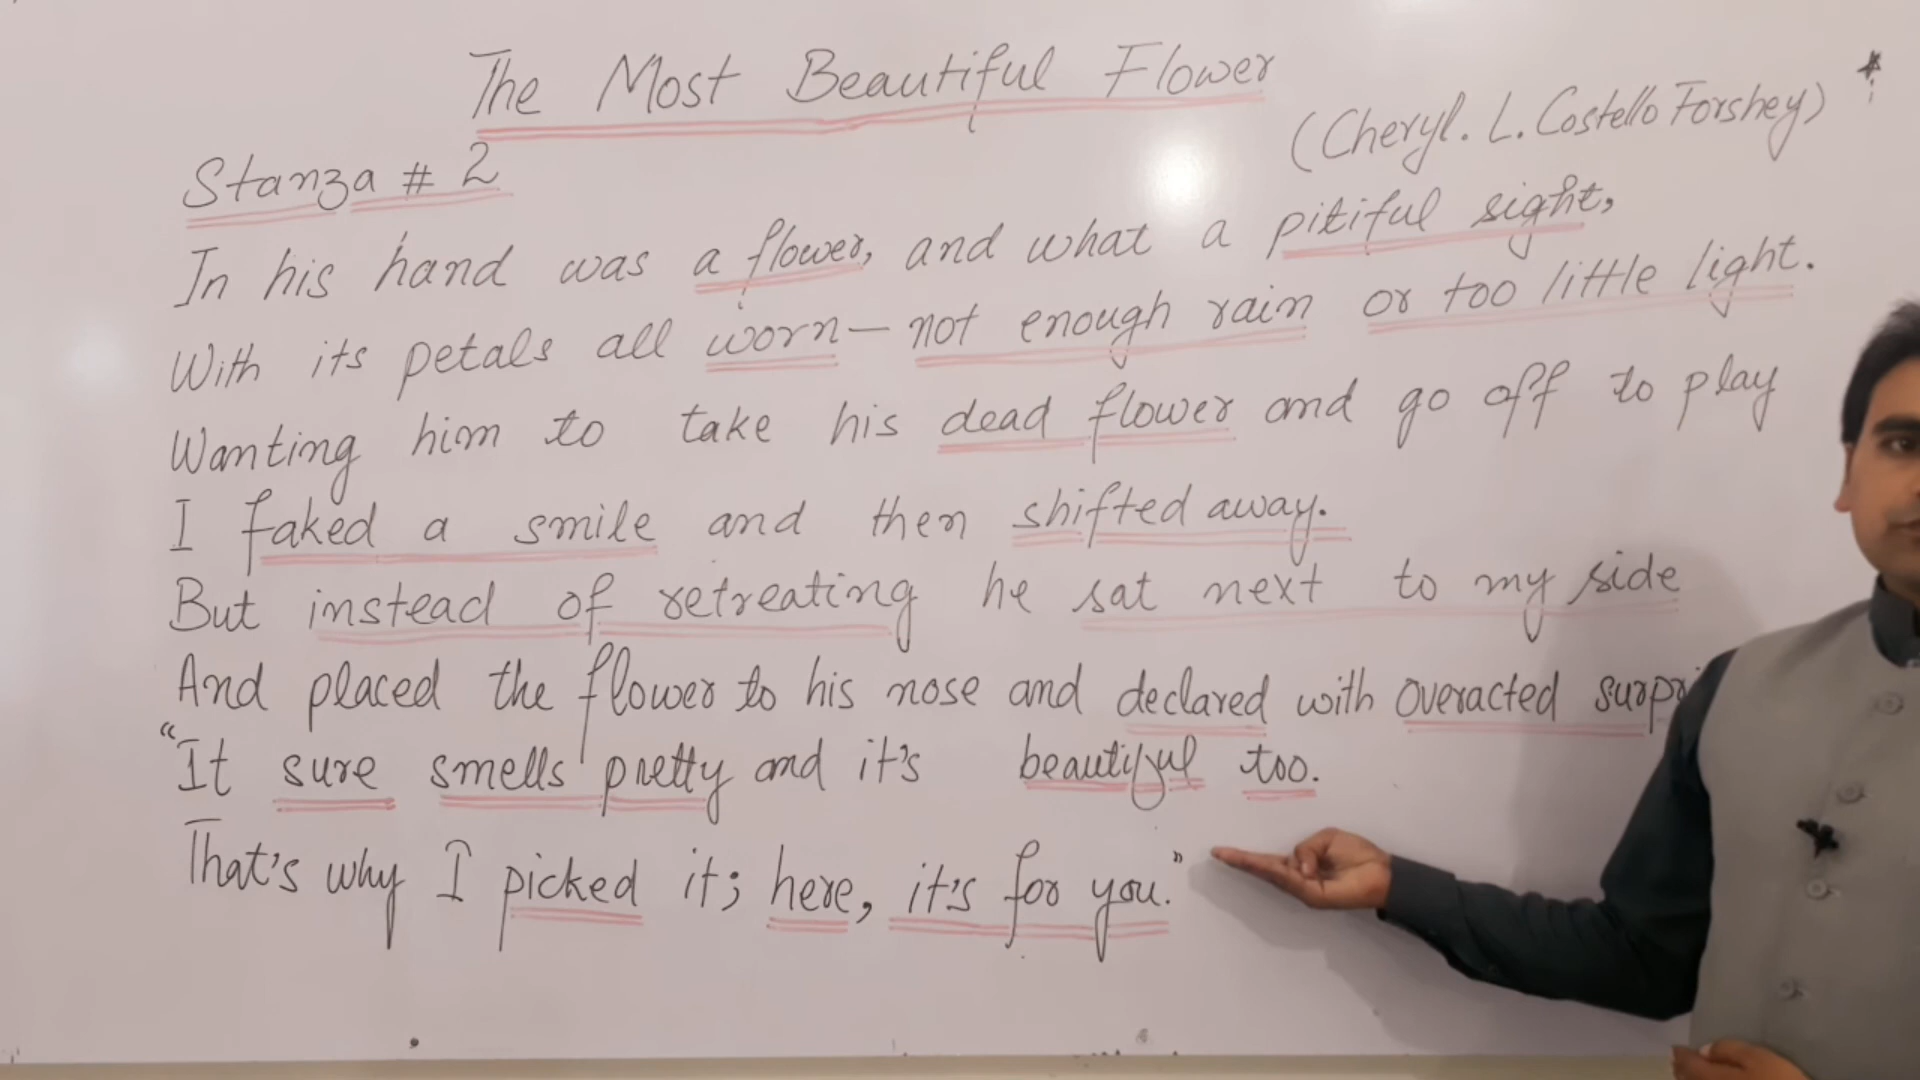 The Most Beautiful Flower
(Cheryl. L. Costello Forshey)
Stanza # 2
In his hand was a flower, and what a pitiful sight,
With its petals all worn — not enough rain or too little light.
Wanting him to take his dead flower and go off to play
I faked a smile and then shifted away.
But instead of retreating he sat next to my side
And placed the flower to his nose and declared with overacted
"It sure smells pretty and it's beautiful too.
That's why I picked it; here, it's for you."